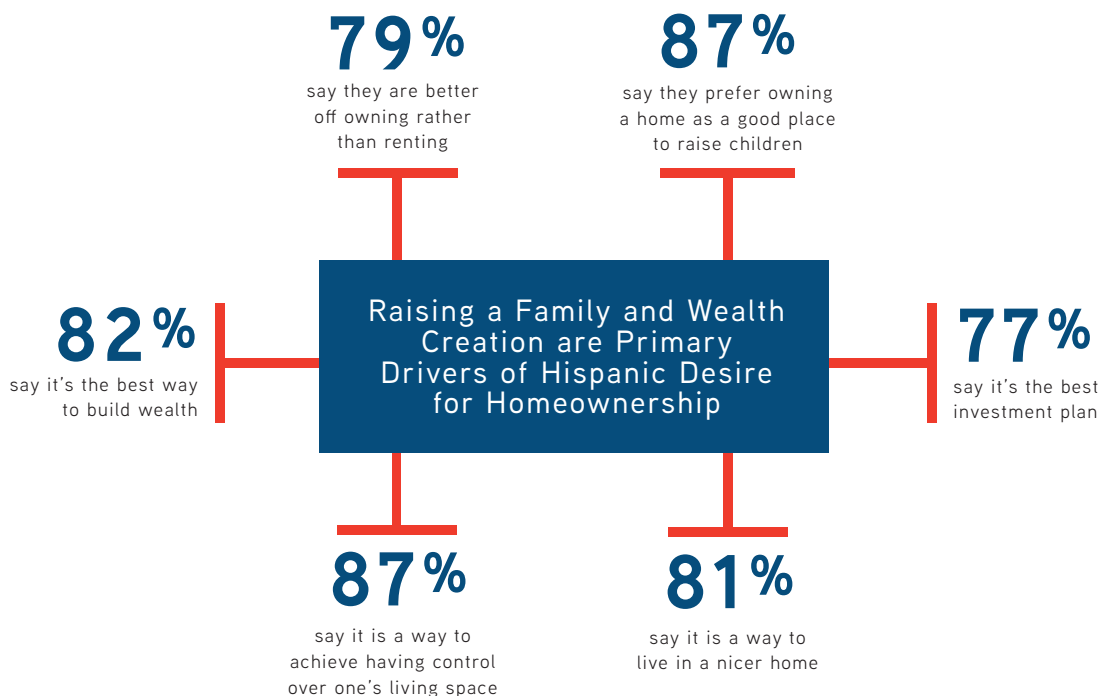 79%
say they are better
off owning rather
than renting
87%
say they prefer owning
a home as a good place
to raise children
82%
say it's the best way
to build wealth
Raising a Family and Wealth
Creation are Primary
Drivers of Hispanic Desire
for Homeownership
77%
say it's the best
investment plan
87%
say it is a way to
achieve having control
over one's living space
81%
say it is a way to
live in a nicer home